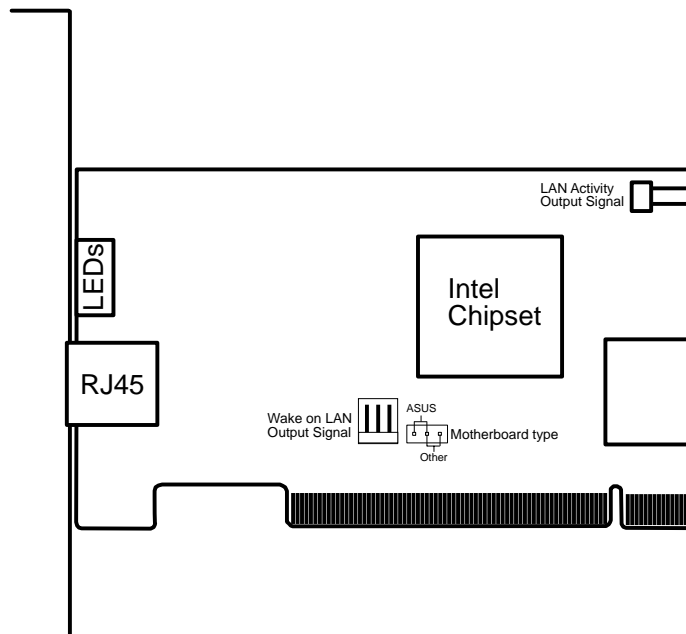 LAN Activity
Output Signal
LEDs
Intel
Chipset
RJ45
Wake on LAN
Output Signal
ASUS
Motherboard type
Other